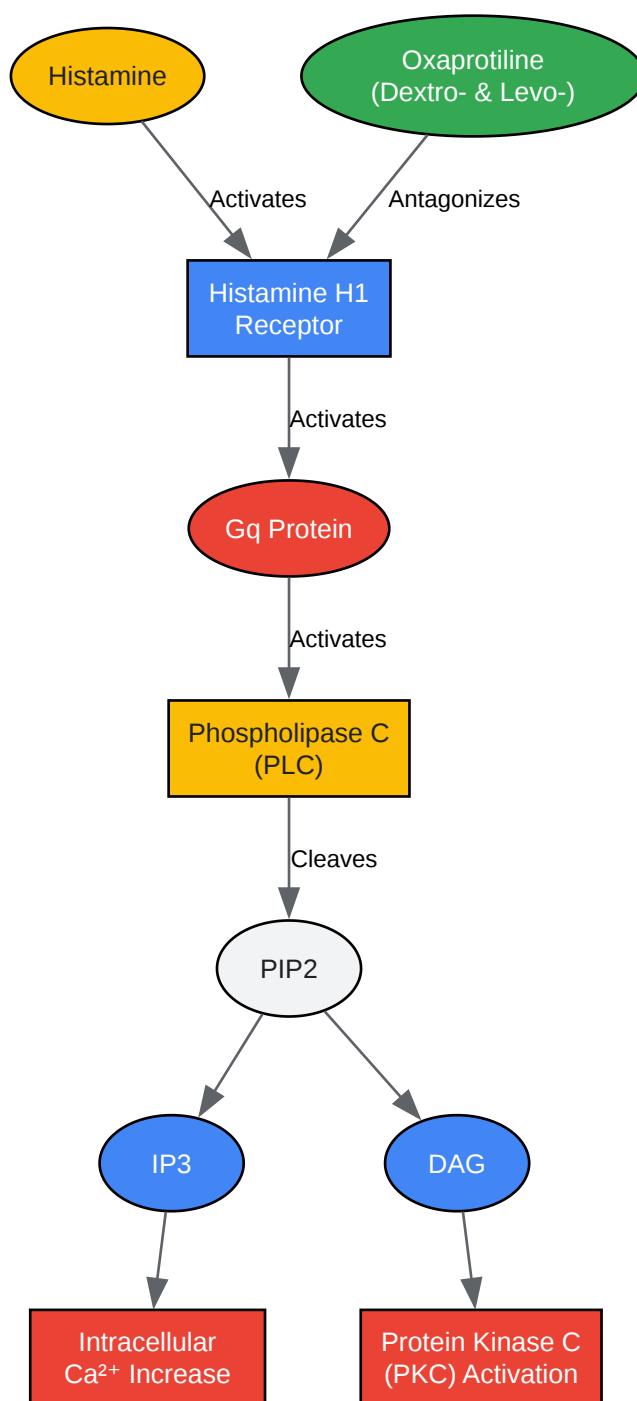 Histamine
Oxaprotiline
(Dextro- & Levo-)
Activates
Antagonizes
Histamine H1
Receptor
Activates
Gq Protein
Activates
Phospholipase C
(PLC)
Cleaves
PIP2
IP3
DAG
Intracellular
Ca²⁺ Increase
Protein Kinase C
(PKC) Activation